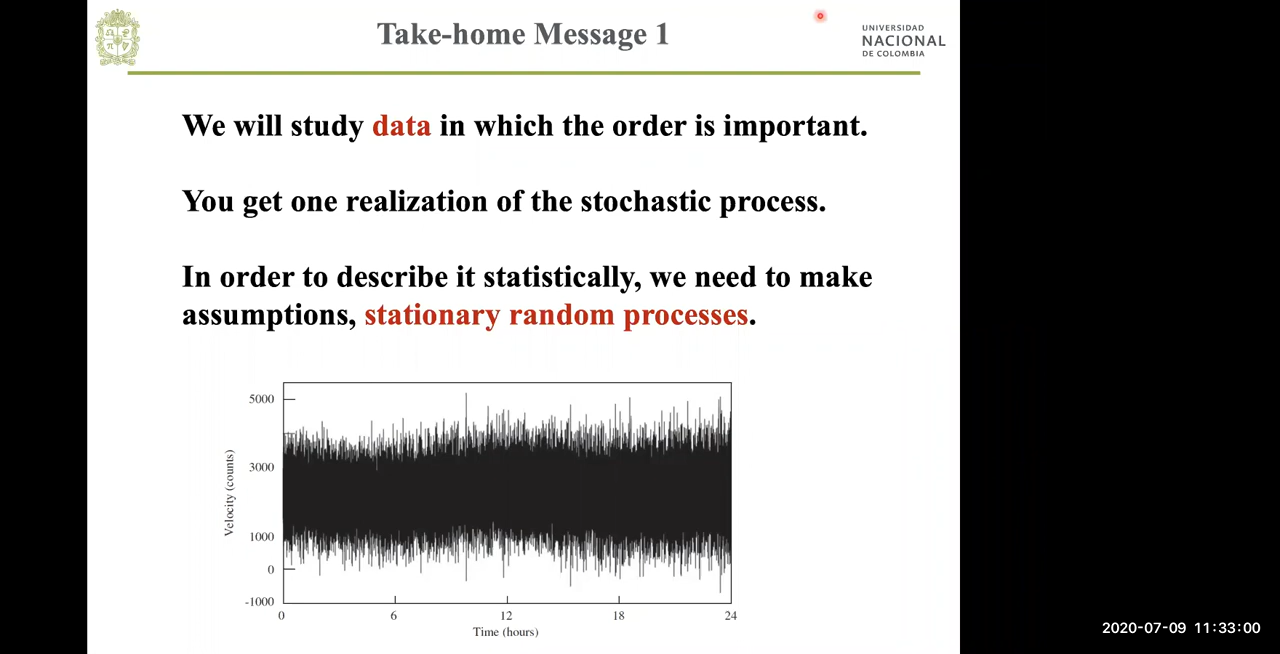 Take-home Message 1
UNIVERSIDAD
NACIONAL
DE COLOMBIA
We will study data in which the order is important.
You get one realization of the stochastic process.
In order to describe it statistically, we need to make
assumptions, stationary random processes.
5000
3000
1000
0
-1000
Velocity (counts)
0 6 12 18 24
Time (hours)
2020-07-09 11:33:00